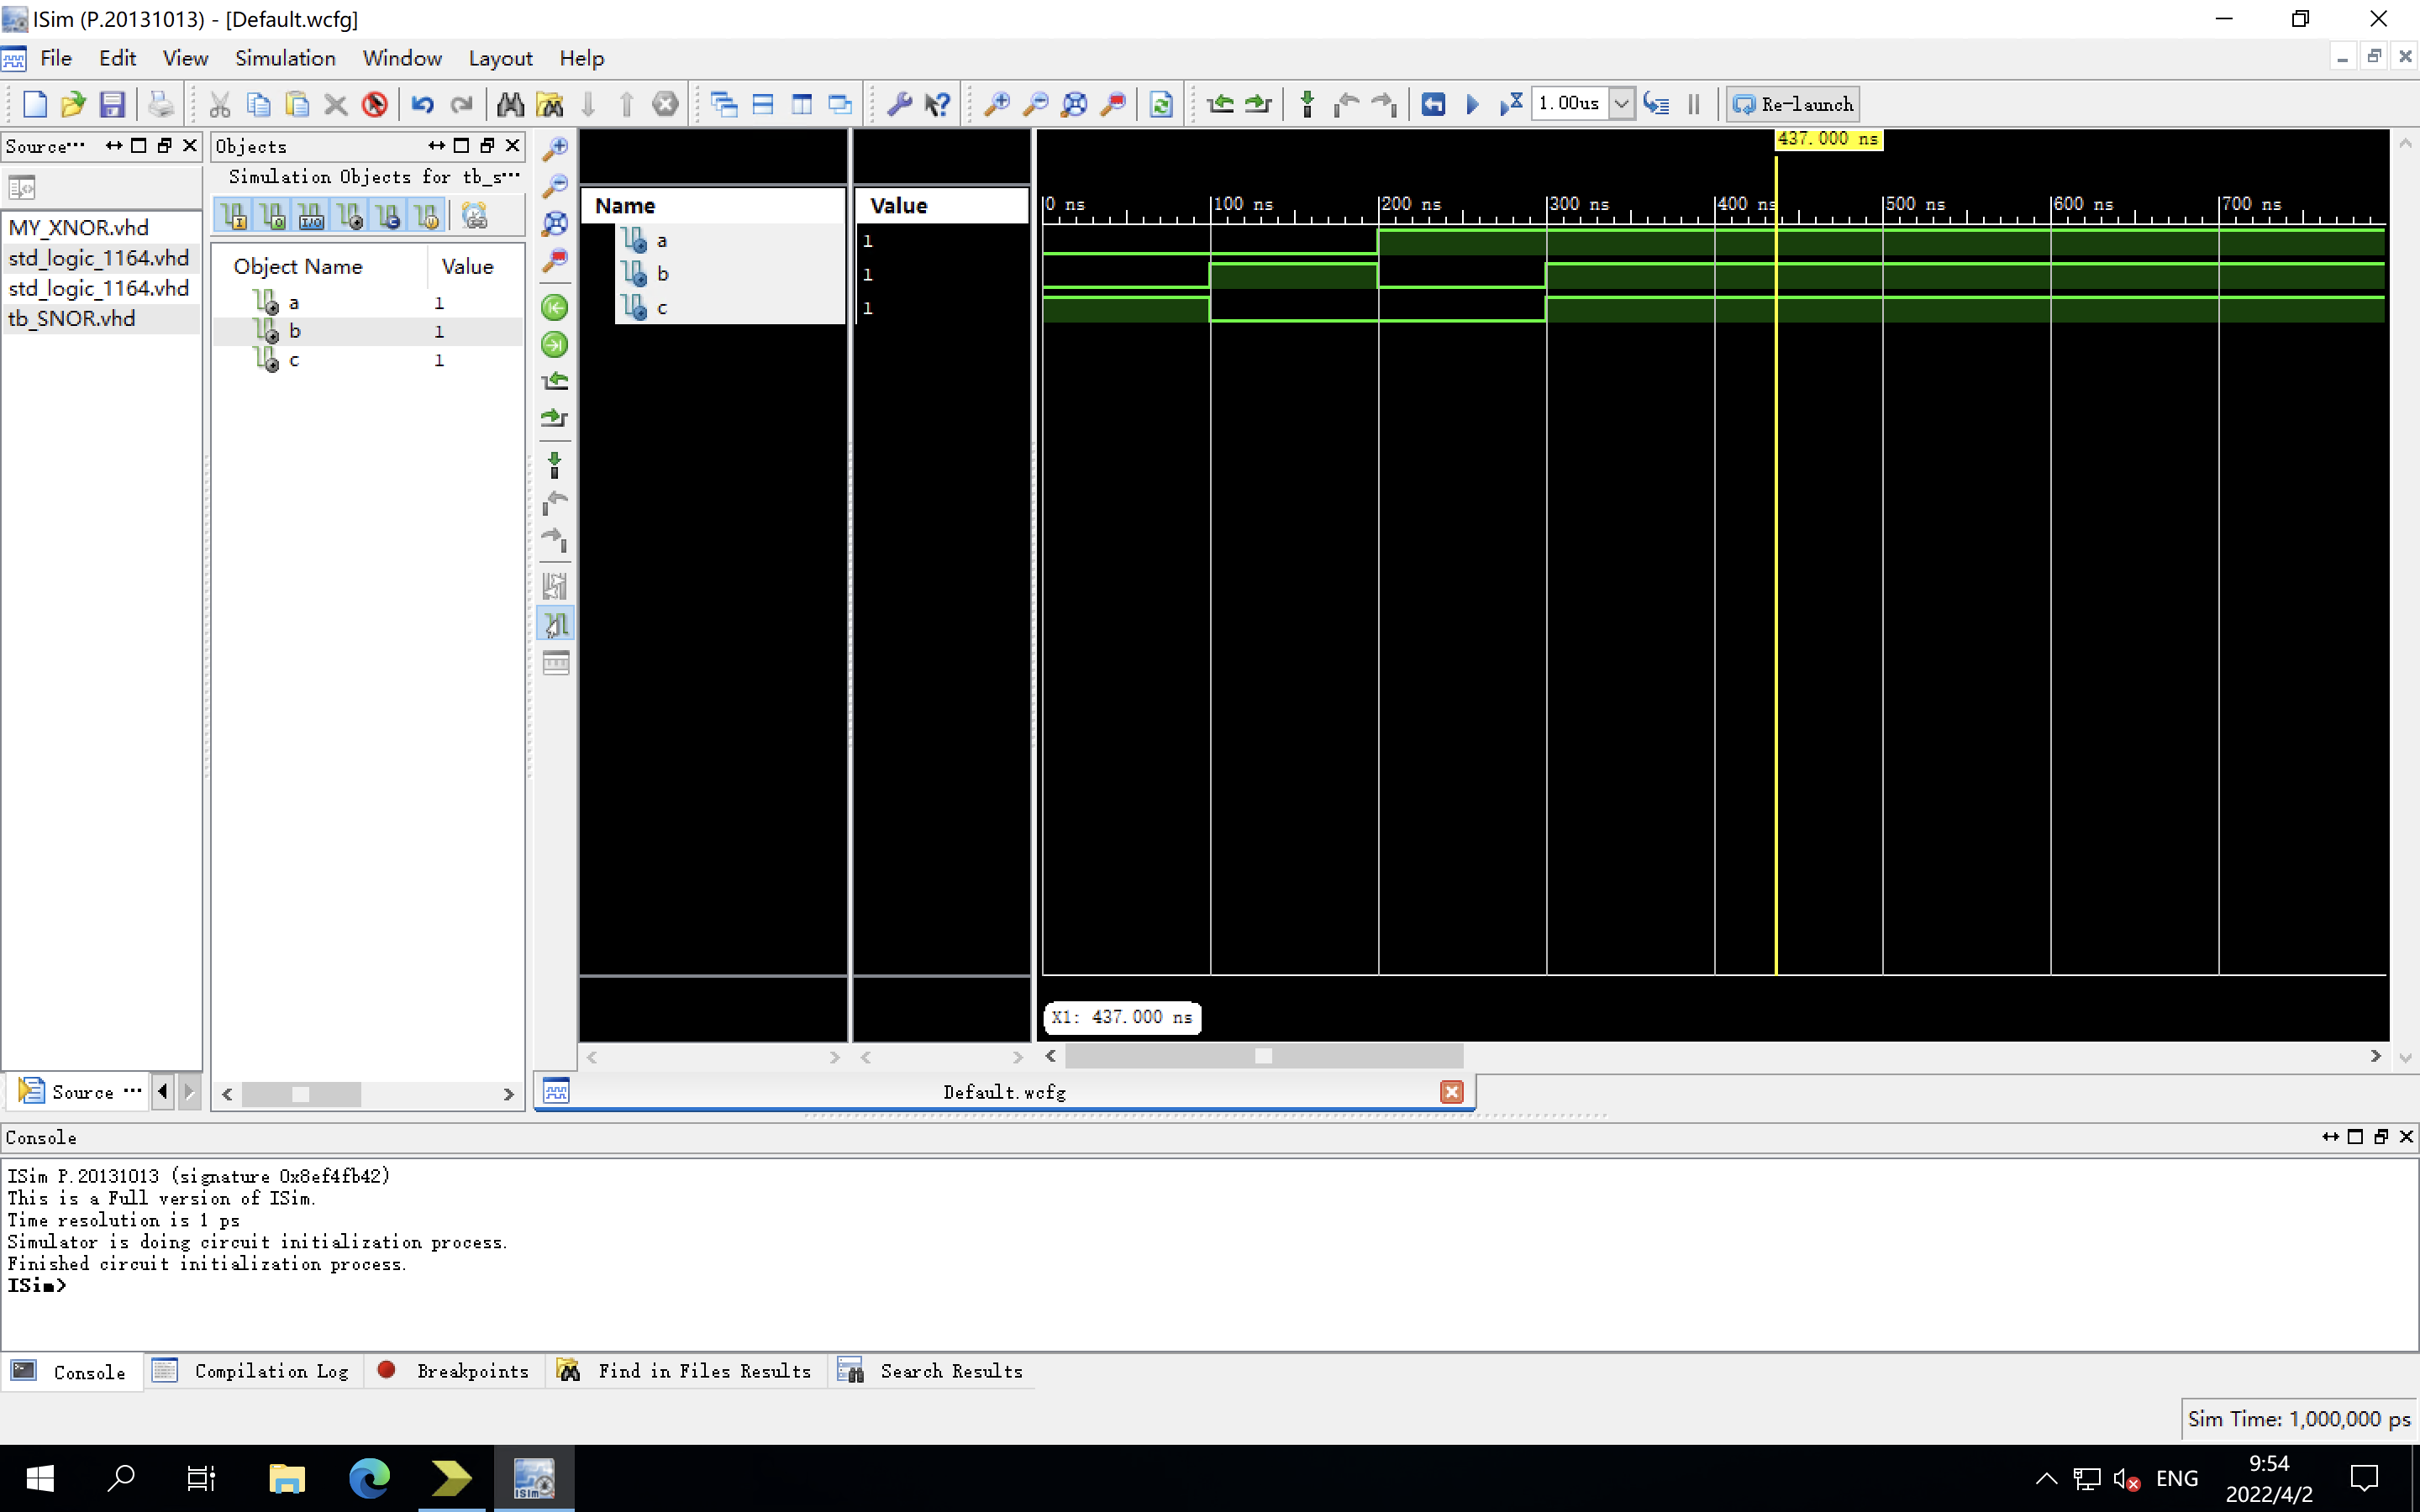 ISim (P.20131013) - [Default.wcfg]
File Edit View Simulation Window Layout Help
1.00us
Re-launch
Source···
Objects
Simulation Objects for tb_s···
MY_XNOR.vhd
std_logic_1164.vhd
std_logic_1164.vhd
tb_SNOR.vhd
Object Name Value
a 1
b 1
c 1
Name Value
a 1
b 1
c 1
437.000 ns
0 ns 100 ns 200 ns 300 ns 400 ns 500 ns 600 ns 700 ns
X1: 437.000 ns
Source ···
Default.wcfg
Console
ISim P.20131013 (signature 0x8ef4fb42)
This is a Full version of ISim.
Time resolution is 1 ps
Simulator is doing circuit initialization process.
Finished circuit initialization process.
ISim>
Console Compilation Log Breakpoints Find in Files Results Search Results
Sim Time: 1,000,000 ps
ISim
ENG
9:54
2022/4/2